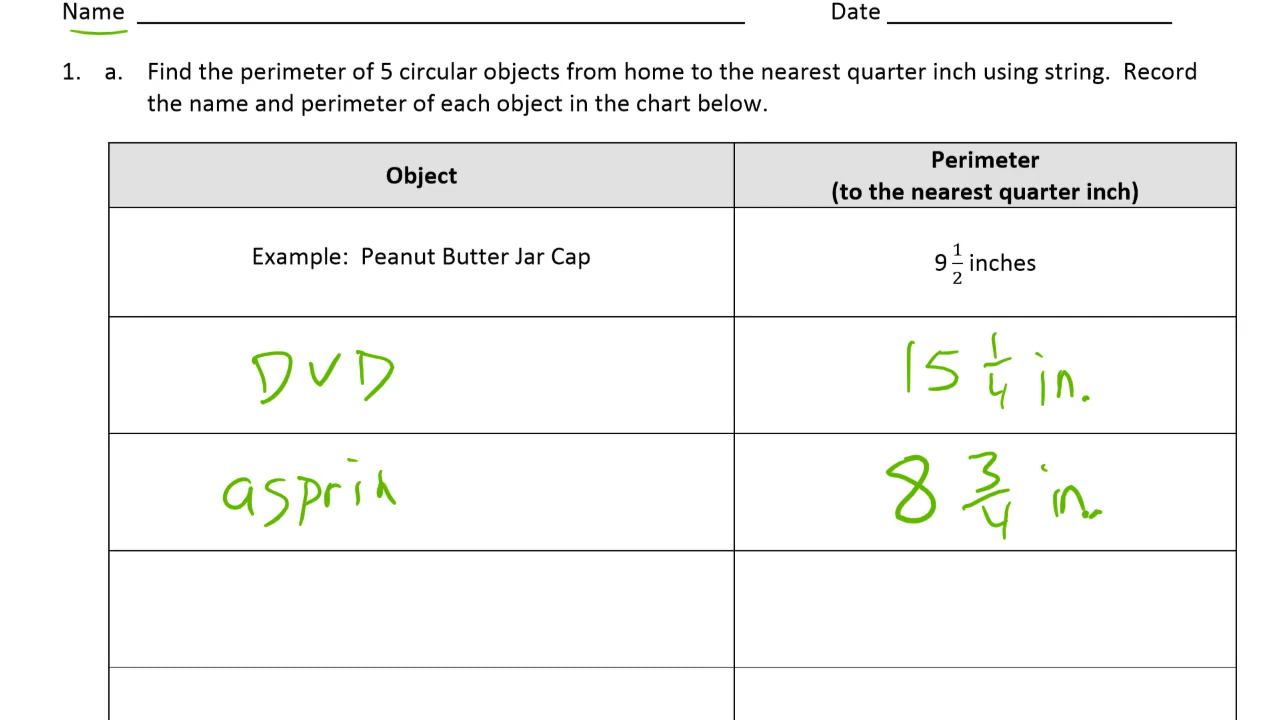 Name ____ Date ____
1. a. Find the perimeter of 5 circular objects from home to the nearest quarter inch using string. Record
the name and perimeter of each object in the chart below.
Object
Perimeter
(to the nearest quarter inch)
Example: Peanut Butter Jar Cap
9 1/2 inches
DVD
15 1/4 in.
asprin
8 3/4 in.